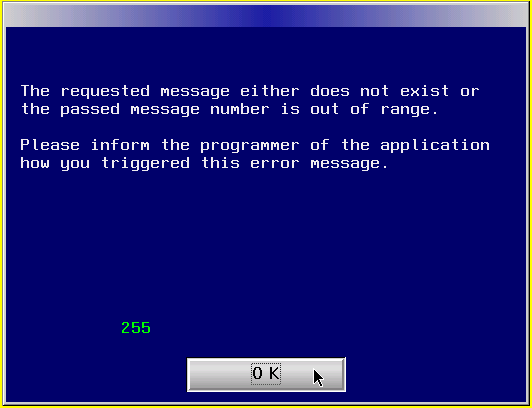 The requested message either does not exist or
the passed message number is out of range.
Please inform the programmer of the application
how you triggered this error message.
255
OK